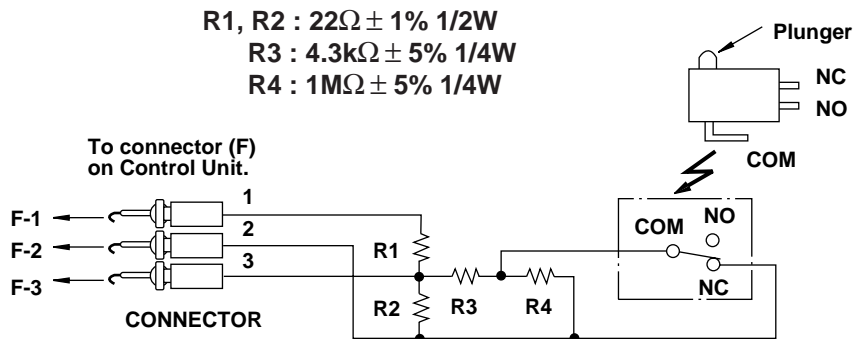 R1, R2 : 22Ω ± 1% 1/2W
R3 : 4.3kΩ ± 5% 1/4W
R4 : 1MΩ ± 5% 1/4W
Plunger
NC
NO
COM
To connector (F)
on Control Unit.
1
F-1
2
F-2
3
F-3
CONNECTOR
R1
R2
R3
R4
COM
NO
NC